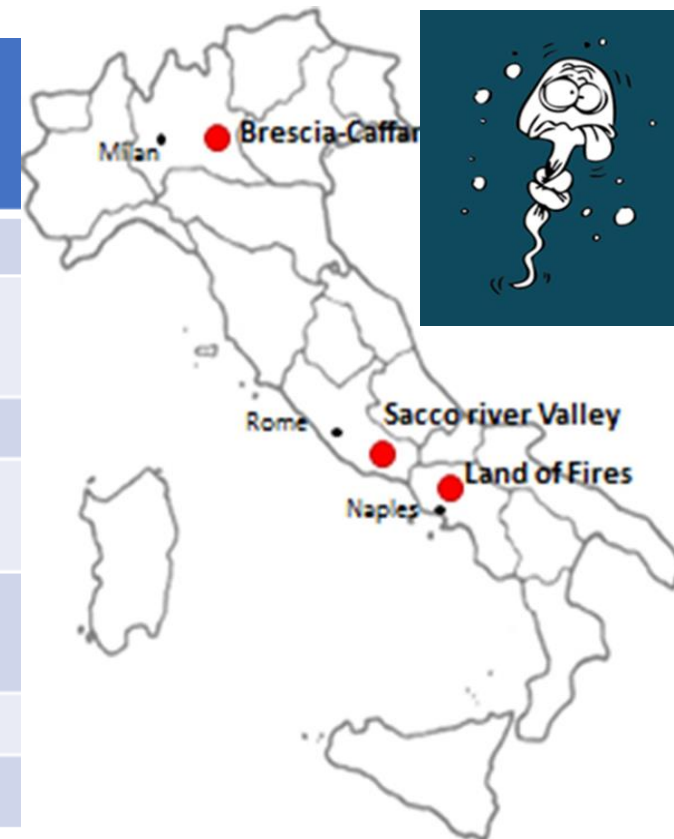 Brescia-Caffar
Milan
Sacco river Valley
Rome
Land of Fires
Naples